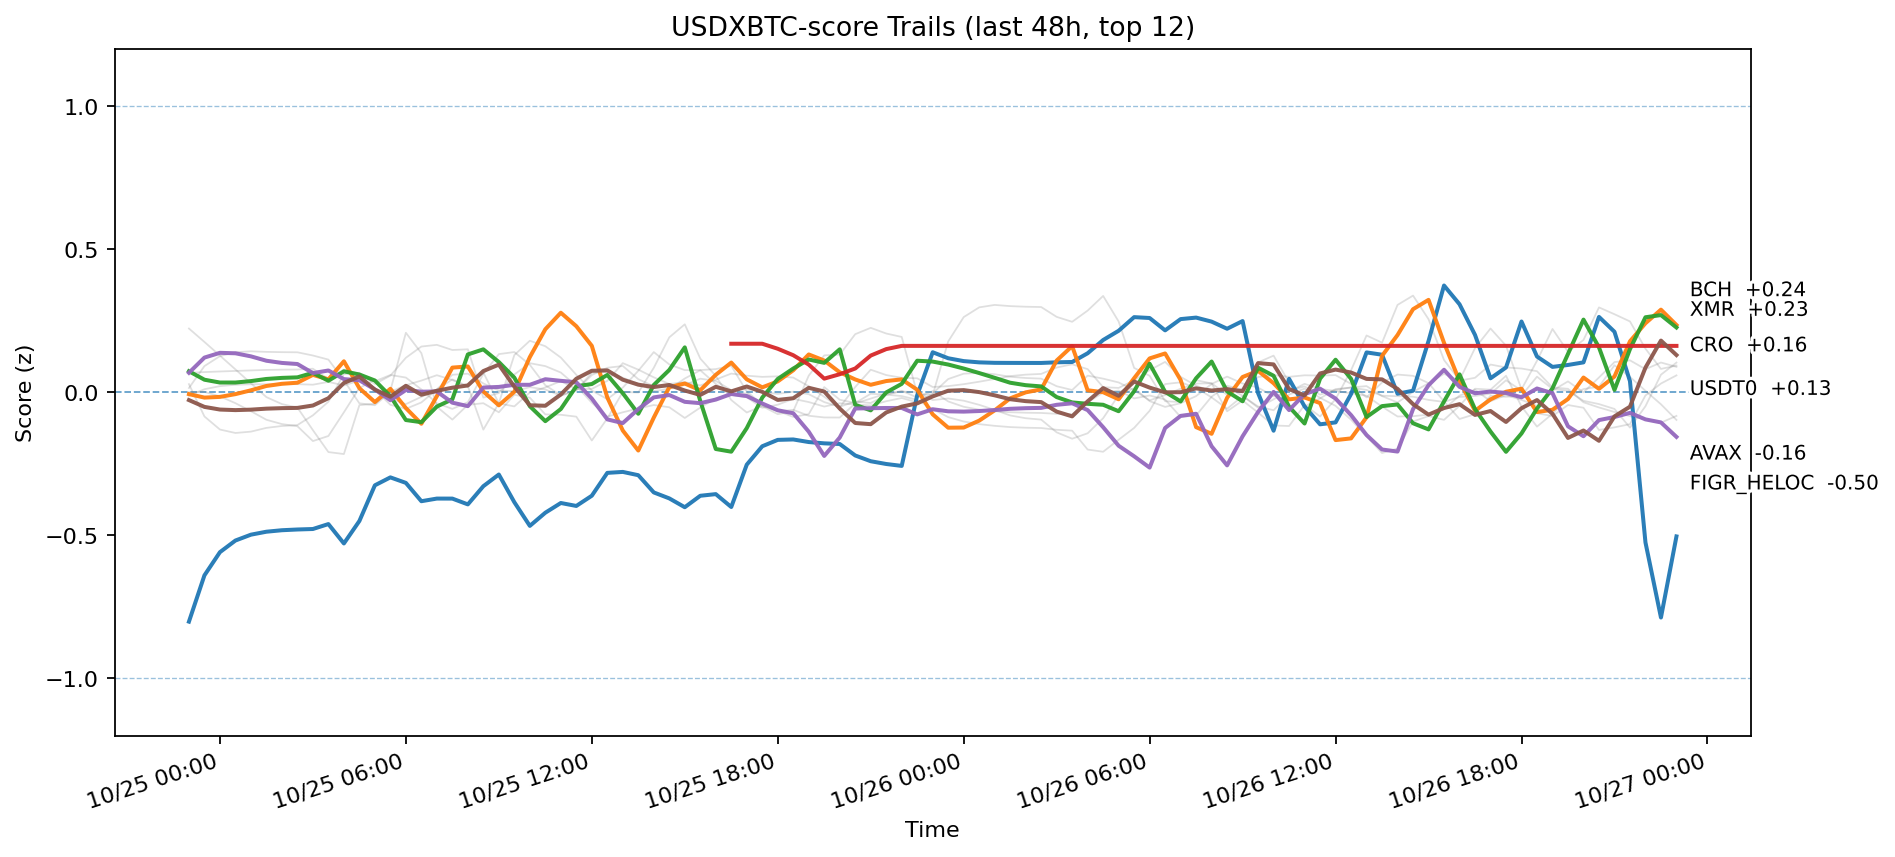 USDXBTC-score Trails (last 48h, top 12)
Score (z)
1.0
0.5
0.0
−0.5
−1.0
BCH +0.24
XMR +0.23
CRO +0.16
USDT0 +0.13
AVAX -0.16
FIGR_HELOC -0.50
10/25 00:00
10/25 06:00
10/25 12:00
10/25 18:00
10/26 00:00
10/26 06:00
10/26 12:00
10/26 18:00
10/27 00:00
Time